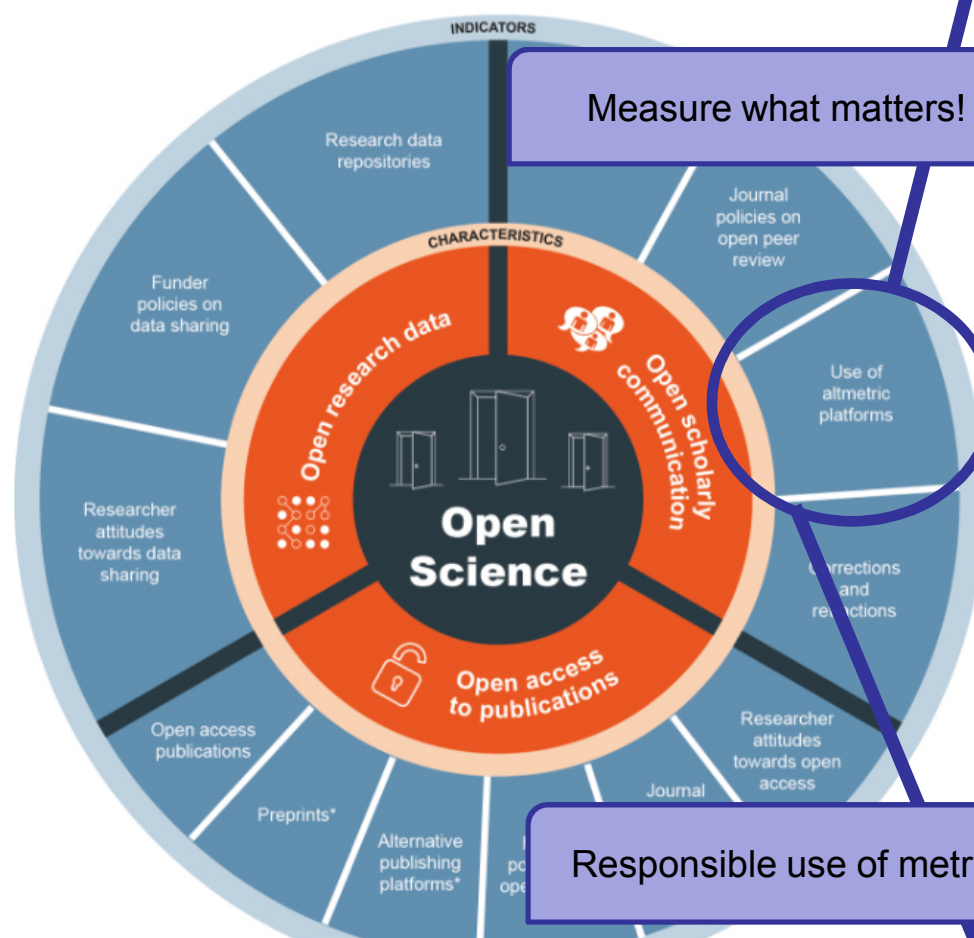 INDICATORS
Measure what matters!
Research data
repositories
Journal
policies on
open peer
review
CHARACTERISTICS
Funder
policies on
data sharing
Open research data
Open scholarly
communication
Use of
altmetric
platforms
Open
Science
Researcher
attitudes
towards data
sharing
Corrections
and
retractions
Open access
to publications
Open access
publications
Researcher
attitudes
towards open
access
Preprints*
Journal
Alternative
publishing
platforms*
Responsible use of